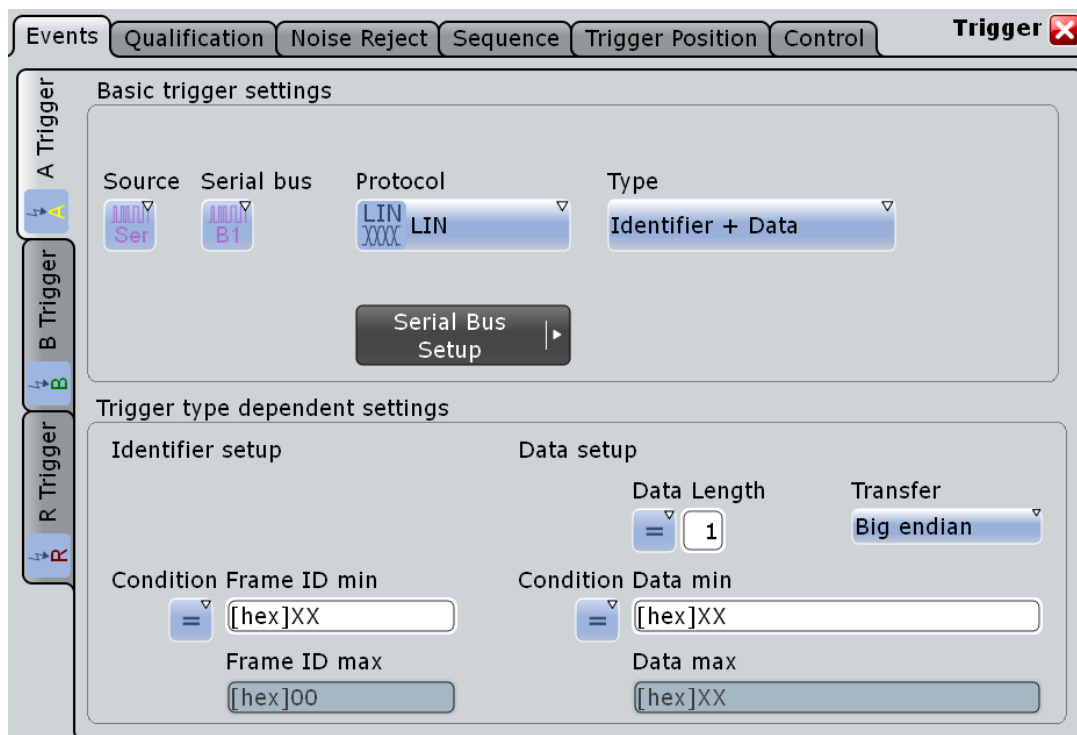 Events Qualification Noise Reject Sequence Trigger Position Control Trigger
A Trigger
A
B Trigger
B
R Trigger
R
Basic trigger settings
Source Serial bus Protocol Type
Ser B1 LIN XXXX LIN Identifier + Data
Serial Bus
Setup
Trigger type dependent settings
Identifier setup Data setup
Data Length Transfer
= 1 Big endian
Condition Frame ID min Condition Data min
= [hex]XX = [hex]XX
Frame ID max Data max
[hex]00 [hex]XX